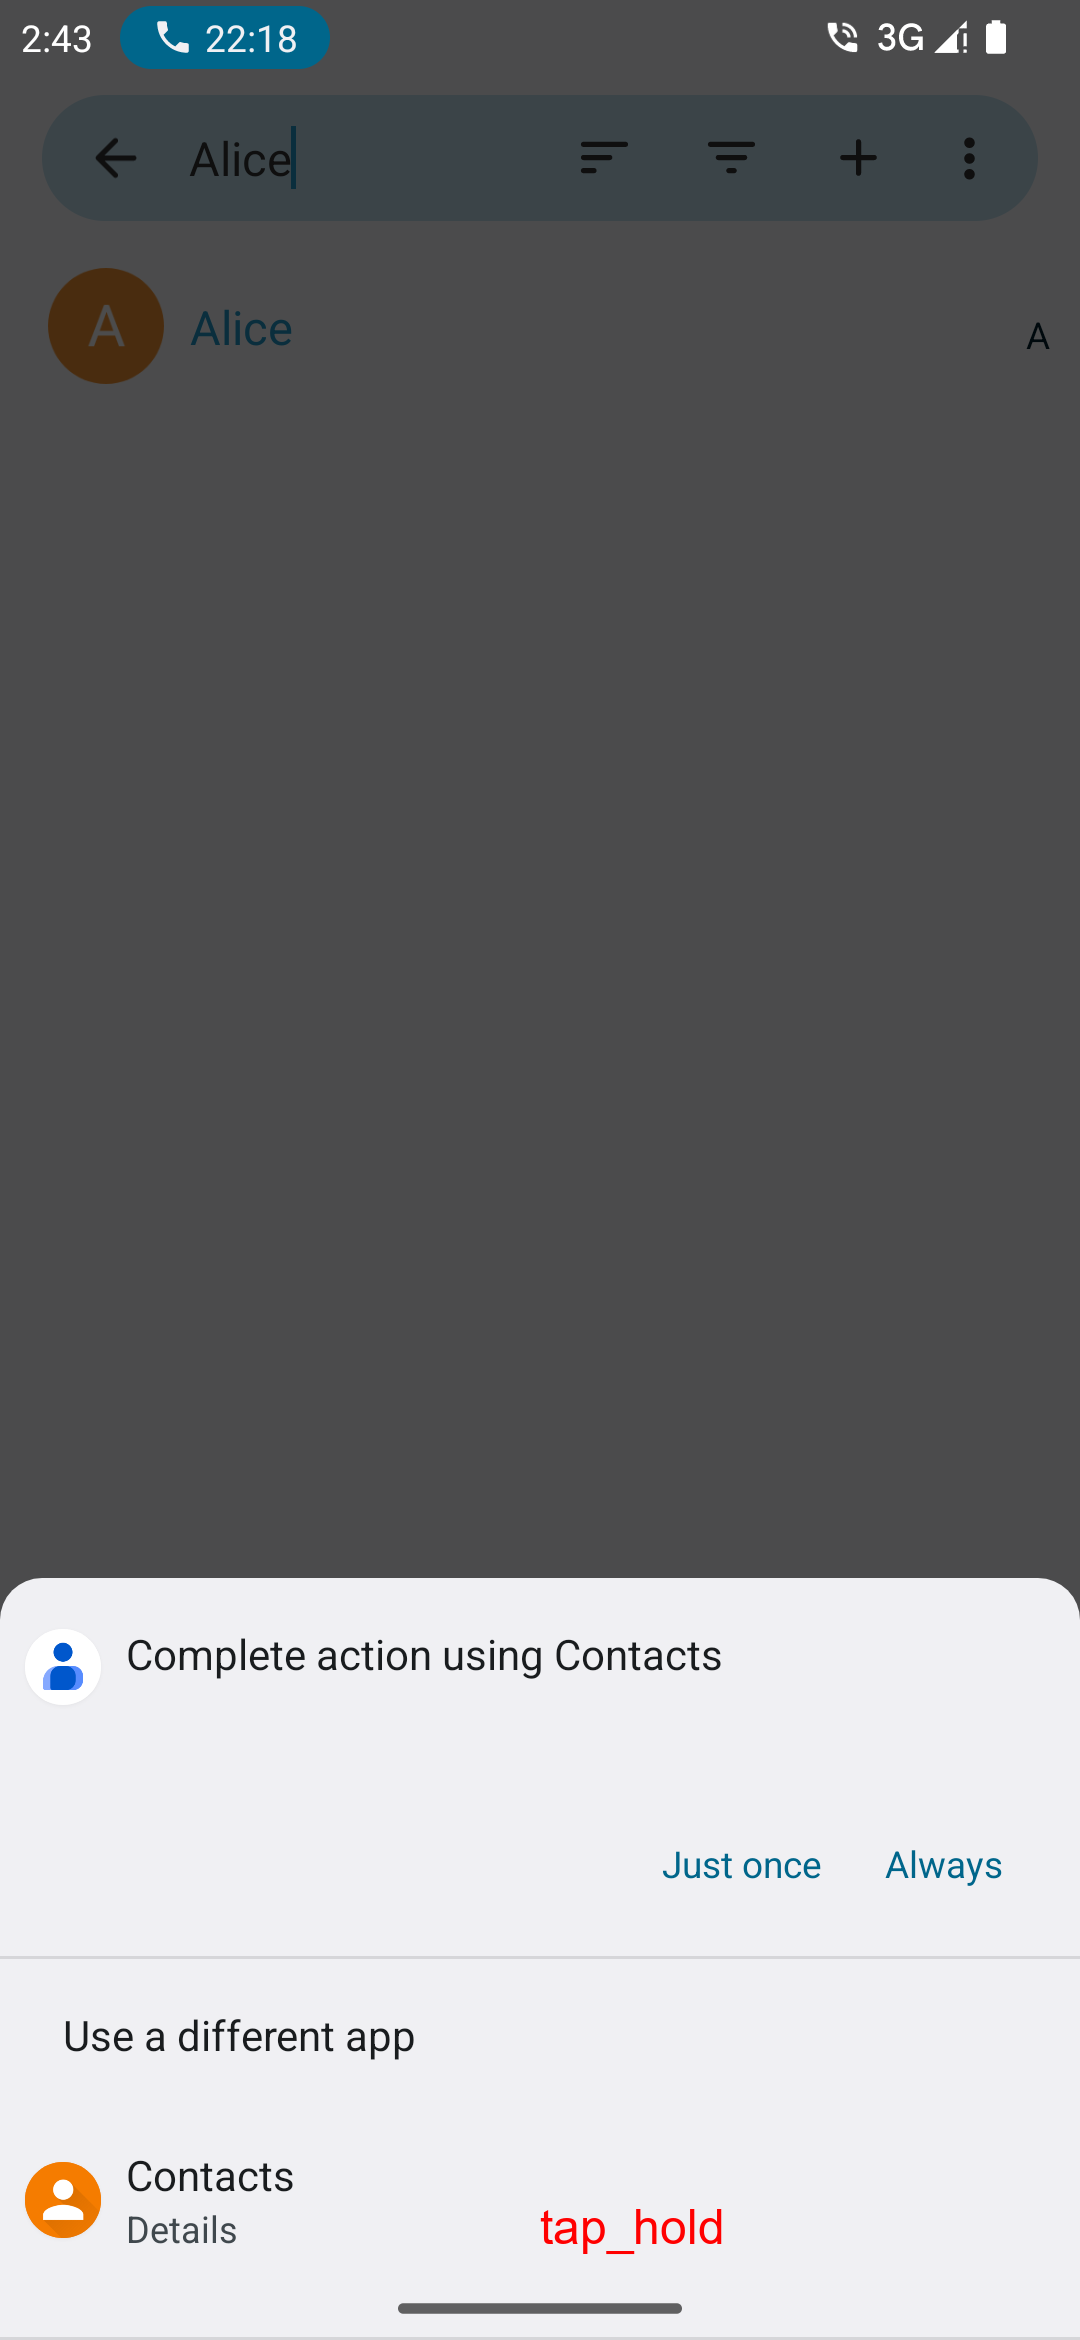 2:43 22:18 3G
Alice
A Alice A
Complete action using Contacts
Just once Always
Use a different app
Contacts
Details
tap_hold